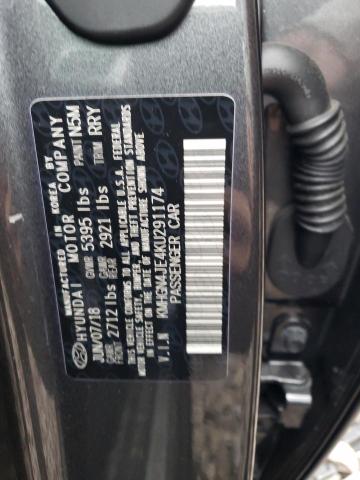 MANUFACTURED IN KOREA BY
HYUNDAI MOTOR COMPANY
JUN/07/18 GVWR 5395 lbs PAINT N5M
GAWR FRONT 2712 lbs GAWR REAR 2921 lbs TRIM RRY
THIS VEHICLE CONFORMS TO ALL APPLICABLE U.S.A. FEDERAL
MOTOR VEHICLE SAFETY, BUMPER, AND THEFT PREVENTION STANDARDS
IN EFFECT ON THE DATE OF MANUFACTURE SHOWN ABOVE.
V.I.N KMHGN4JE4KU291174
PASSENGER CAR